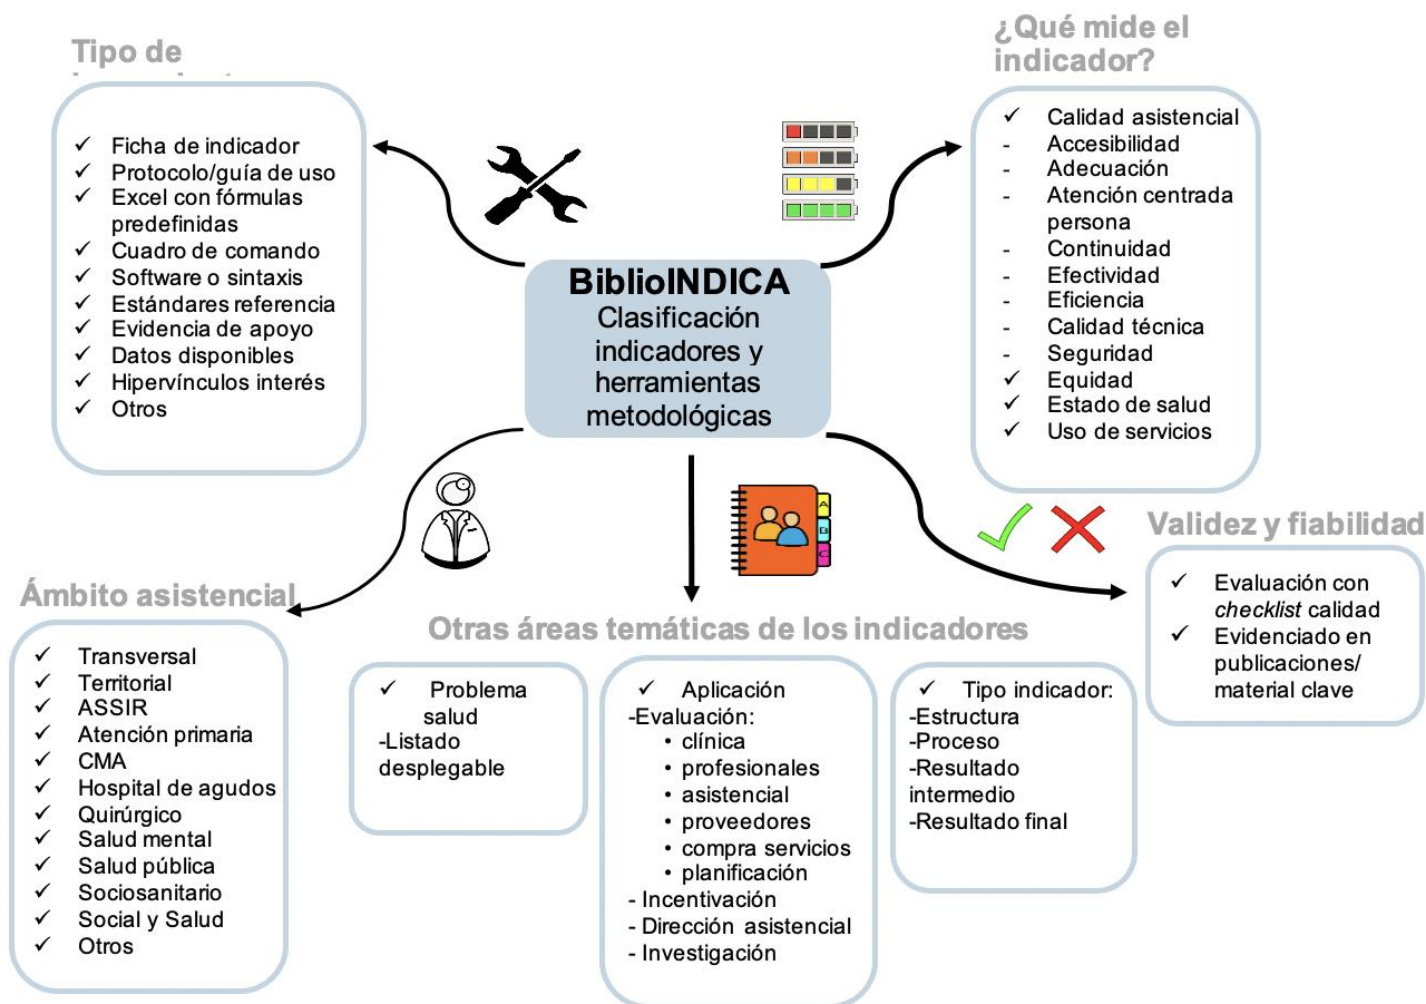 Tipo de
✓ Ficha de indicador
✓ Protocolo/guía de uso
✓ Excel con fórmulas
predefinidas
✓ Cuadro de comando
✓ Software o sintaxis
✓ Estándares referencia
✓ Evidencia de apoyo
✓ Datos disponibles
✓ Hipervínculos interés
✓ Otros
¿Qué mide el
indicador?
✓ Calidad asistencial
- Accesibilidad
- Adecuación
- Atención centrada
persona
- Continuidad
- Efectividad
- Eficiencia
- Calidad técnica
- Seguridad
✓ Equidad
✓ Estado de salud
✓ Uso de servicios
BiblioINDICA
Clasificación
indicadores y
herramientas
metodológicas
Validez y fiabilidad
✓ Evaluación con
checklist calidad
✓ Evidenciado en
publicaciones/
material clave
Ámbito asistencial
✓ Transversal
✓ Territorial
✓ ASSIR
✓ Atención primaria
✓ CMA
✓ Hospital de agudos
✓ Quirúrgico
✓ Salud mental
✓ Salud pública
✓ Sociosanitario
✓ Social y Salud
✓ Otros
A
B
C
Otras áreas temáticas de los indicadores
✓ Problema
salud
-Listado
desplegable
✓ Aplicación
-Evaluación:
• clínica
• profesionales
• asistencial
• proveedores
• compra servicios
• planificación
- Incentivación
- Dirección asistencial
- Investigación
✓ Tipo indicador:
-Estructura
-Proceso
-Resultado
intermedio
-Resultado final